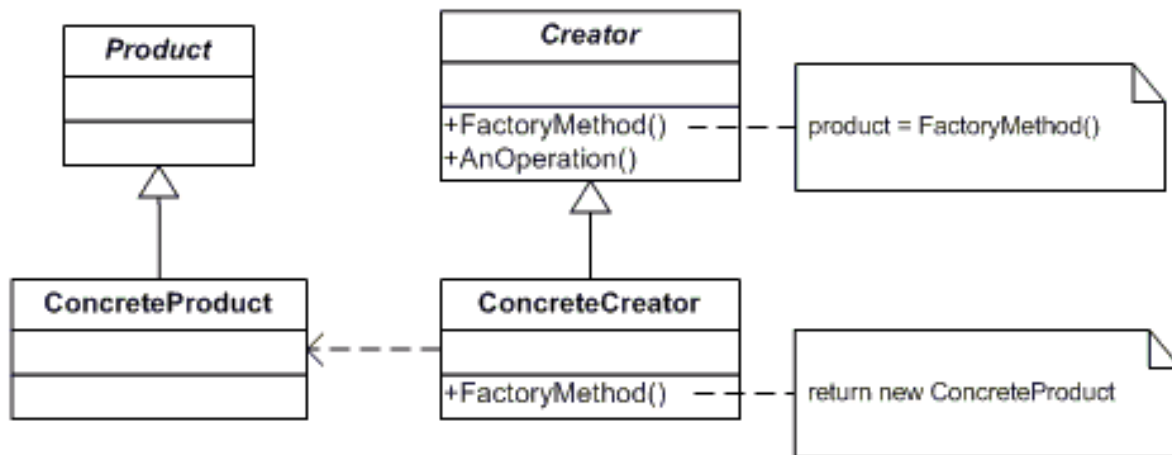 Product
Creator
+FactoryMethod()
+AnOperation()
product = FactoryMethod()
ConcreteProduct
ConcreteCreator
+FactoryMethod()
return new ConcreteProduct